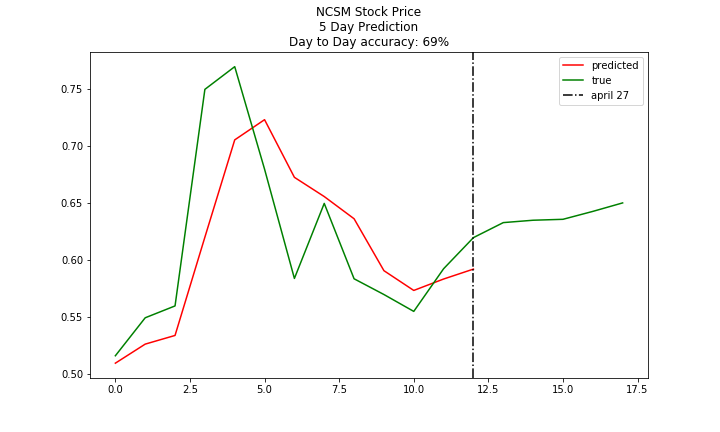 NCSM Stock Price
5 Day Prediction
Day to Day accuracy: 69%
predicted
true
april 27
0.75
0.70
0.65
0.60
0.55
0.50
0.0 2.5 5.0 7.5 10.0 12.5 15.0 17.5